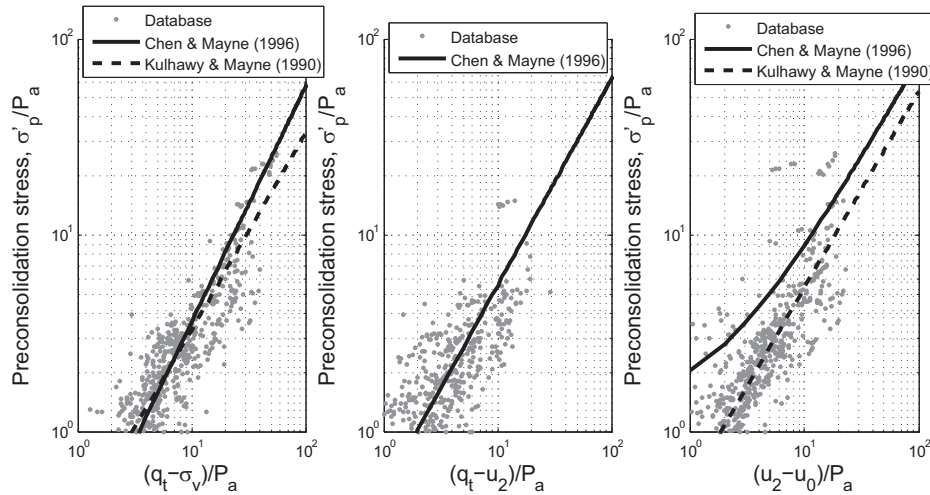 Database
Chen & Mayne (1996)
Kulhawy & Mayne (1990)
10²
10¹
10⁰
Preconsolidation stress, σ'p/Pa
10⁰ 10¹ 10²
(qt−σv)/Pa
Database
Chen & Mayne (1996)
10²
10¹
10⁰
Preconsolidation stress, σ'p/Pa
10⁰ 10¹ 10²
(qt−u2)/Pa
Database
Chen & Mayne (1996)
Kulhawy & Mayne (1990)
10²
10¹
10⁰
Preconsolidation stress, σ'p/Pa
10⁰ 10¹ 10²
(u2−u0)/Pa